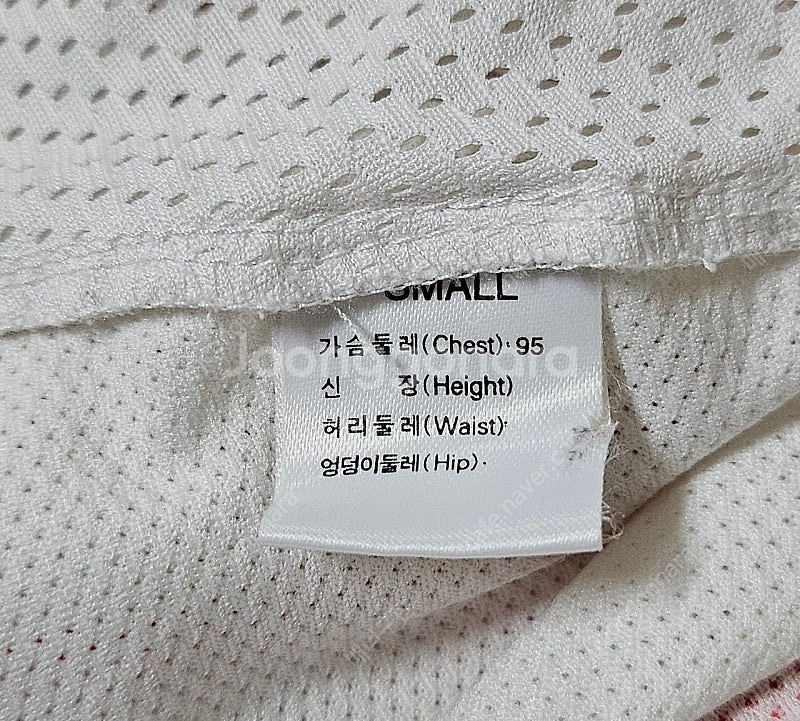 SMALL
가슴둘레(Chest)·95
신 장(Height)
허리둘레(Waist)·
엉덩이둘레(Hip)·
Joonggonara